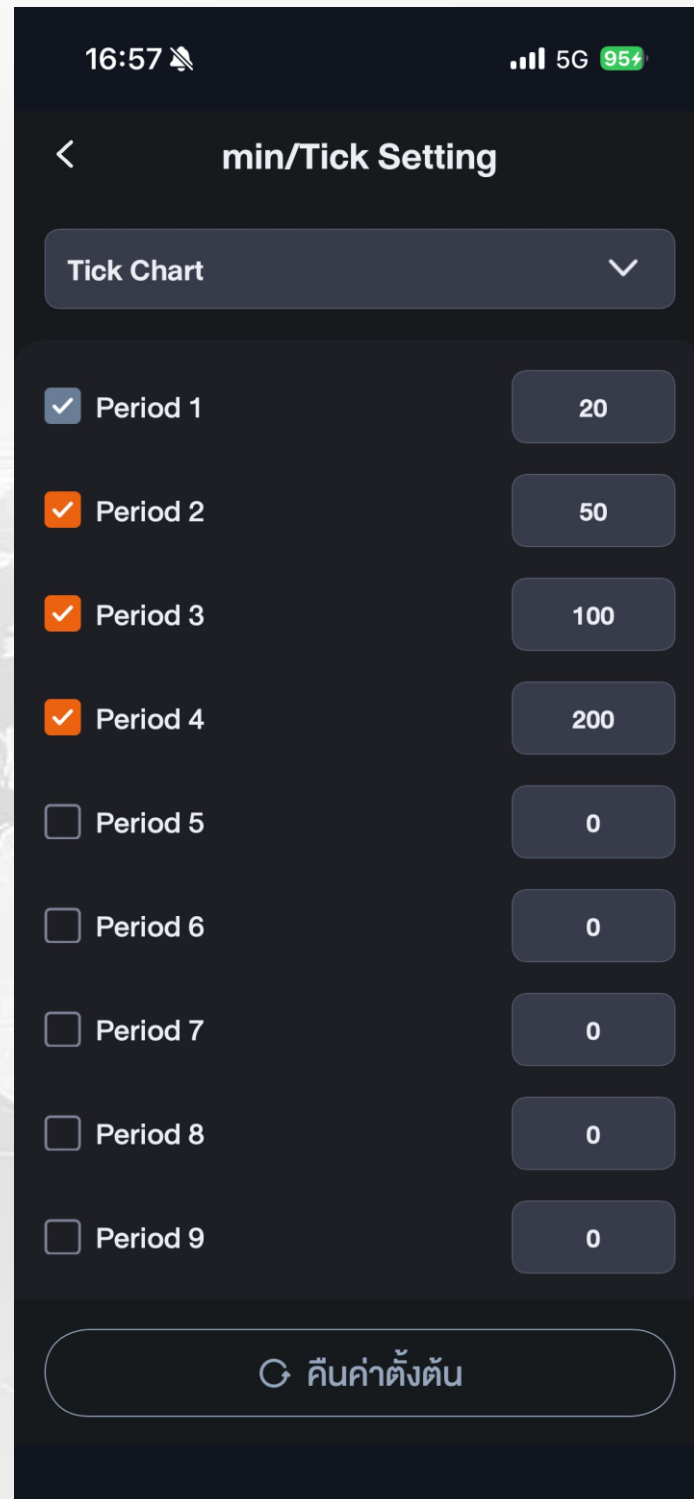 16:57 5G 95
min/Tick Setting
Tick Chart
Period 1 20
Period 2 50
Period 3 100
Period 4 200
Period 5 0
Period 6 0
Period 7 0
Period 8 0
Period 9 0
คืนค่าตั้งต้น